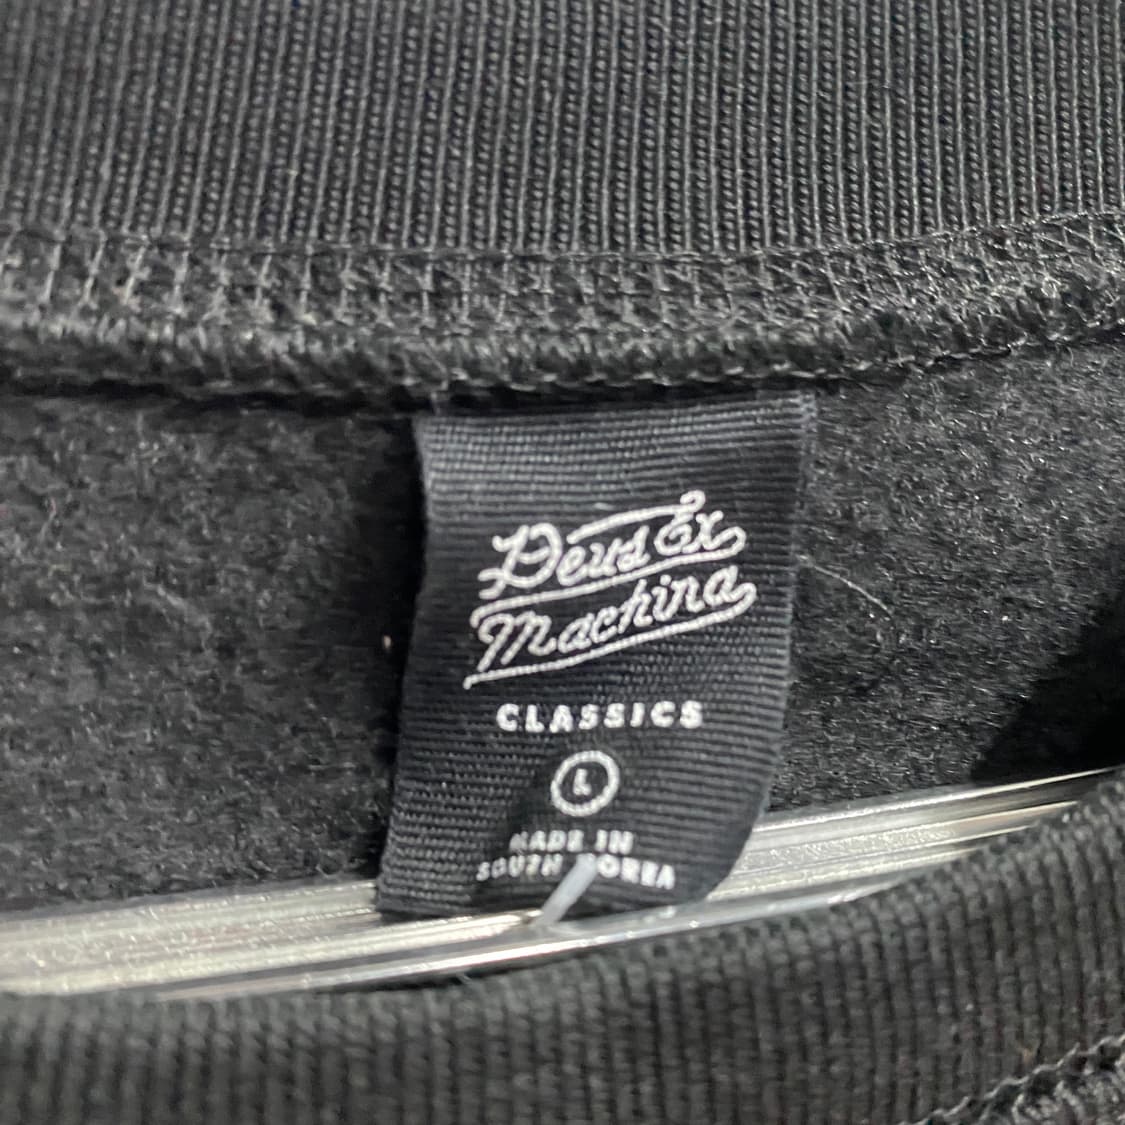 Deus Ex
Machina
CLASSICS
L
MADE IN
SOUTH KOREA